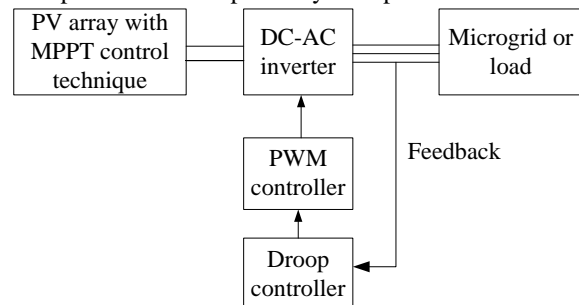 PV array with
MPPT control
technique
DC-AC
inverter
Microgrid or
load
Feedback
PWM
controller
Droop
controller